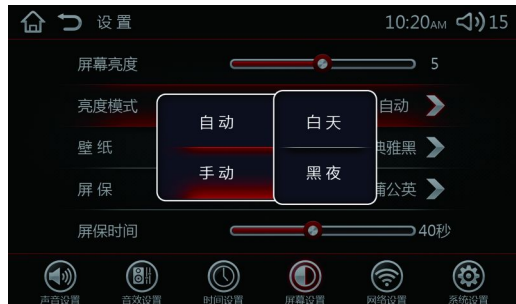 设置 10:20AM 15
屏幕亮度 5
亮度模式 自动
自动 白天
壁纸 典雅黑
手动 黑夜
屏保 蒲公英
屏保时间 40秒
声音设置 音效设置 时间设置 屏幕设置 网络设置 系统设置